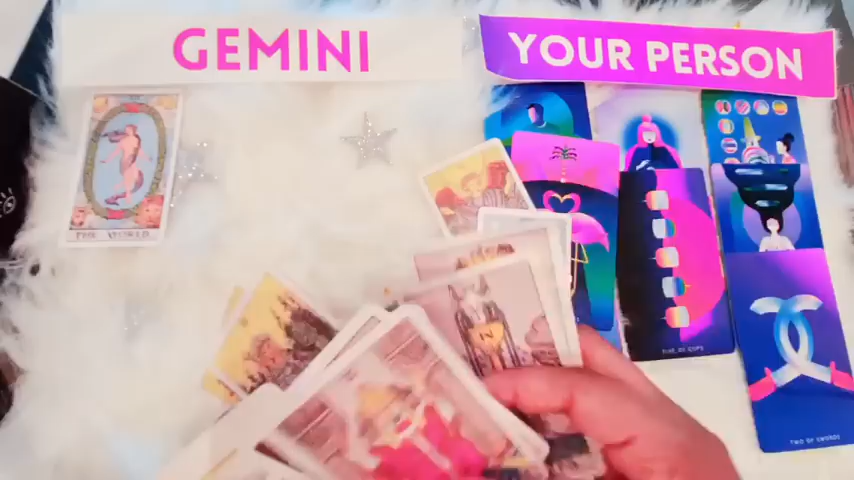 GEMINI
YOUR PERSON
THE WORLD
FIVE OF CUPS
TWO OF SWORDS